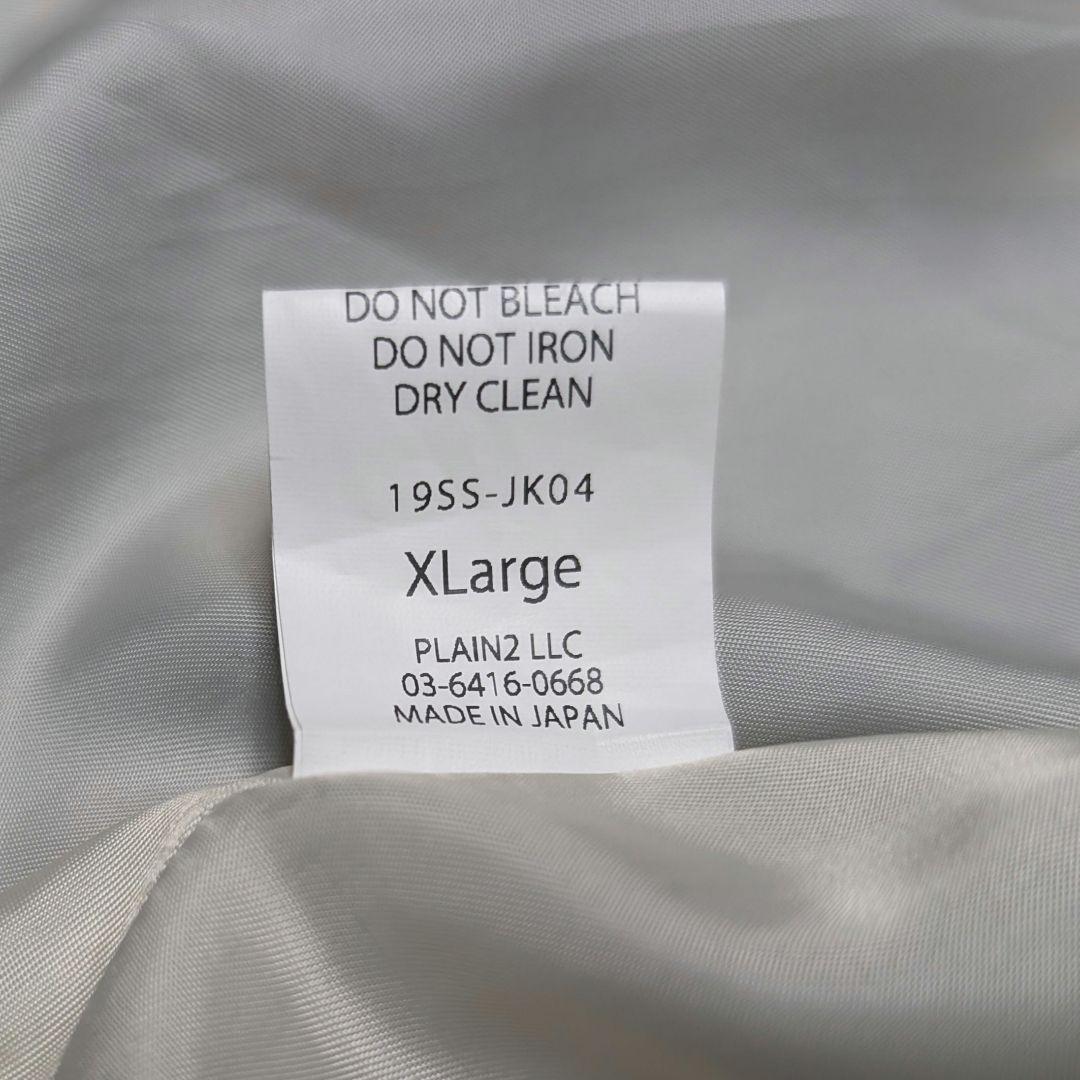 DO NOT BLEACH
DO NOT IRON
DRY CLEAN
19SS-JK04
XLarge
PLAIN2 LLC
03-6416-0668
MADE IN JAPAN